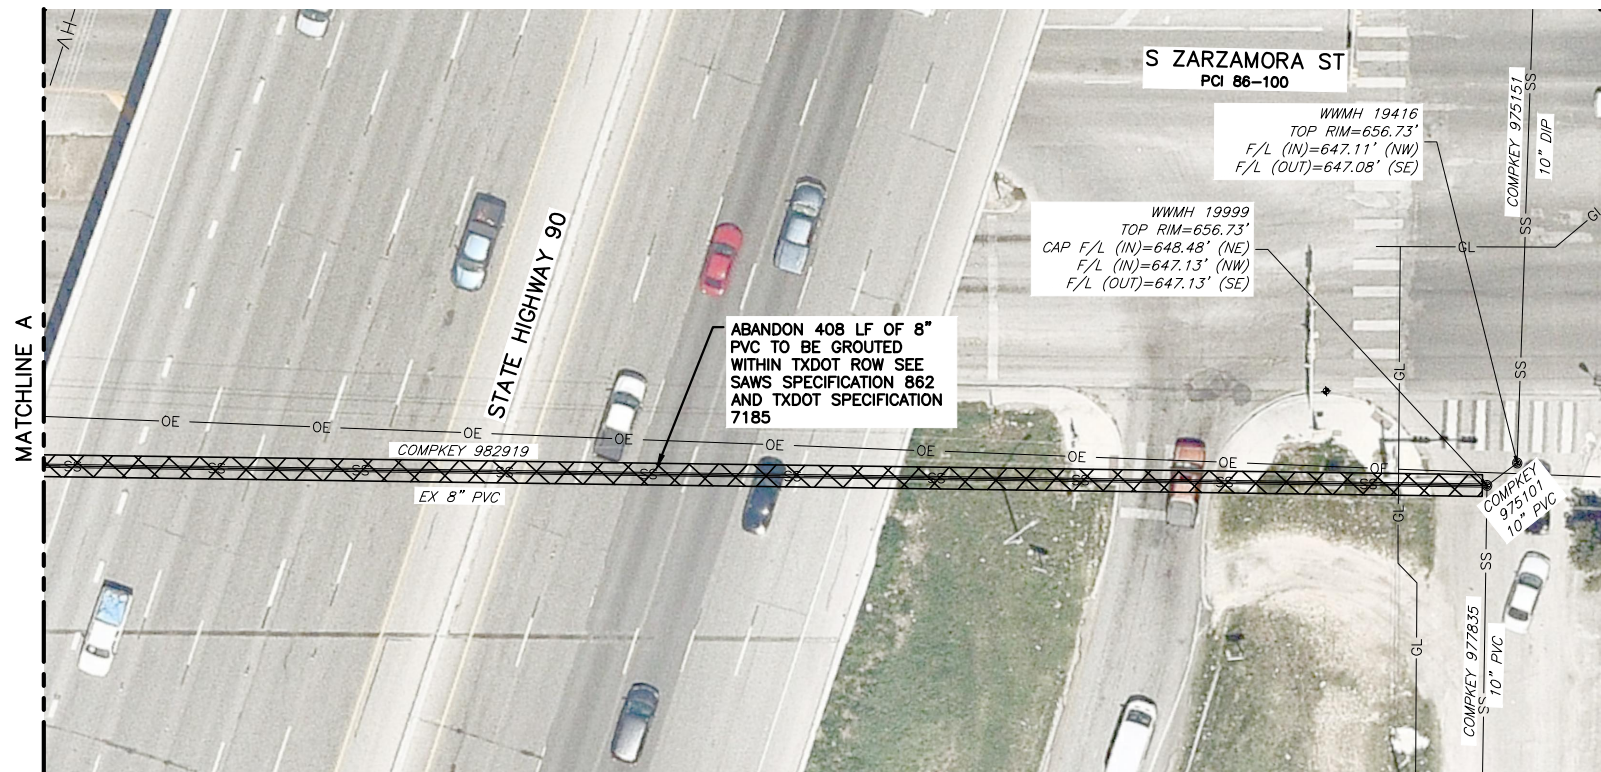 AH
S ZARZAMORA ST
PCI 86-100
WWMH 19416
TOP RIM=656.73'
F/L (IN)=647.11' (NW)
F/L (OUT)=647.08' (SE)
COMPKEY 975151
10" DIP
SS
SS
SS
WWMH 19999
TOP RIM=656.73'
CAP F/L (IN)=648.48' (NE)
F/L (IN)=647.13' (NW)
F/L (OUT)=647.13' (SE)
GL
GL
GL
GL
GL
MATCHLINE A
STATE HIGHWAY 90
ABANDON 408 LF OF 8"
PVC TO BE GROUTED
WITHIN TXDOT ROW SEE
SAWS SPECIFICATION 862
AND TXDOT SPECIFICATION
7185
OE
OE
OE
OE
OE
OE
OE
OE
OE
COMPKEY 982919
SS
SS
SS
SS
SS
SS
SS
SS
SS
SS
EX 8" PVC
COMPKEY
975101
10" PVC
SS
SS
COMPKEY 977835
10" PVC